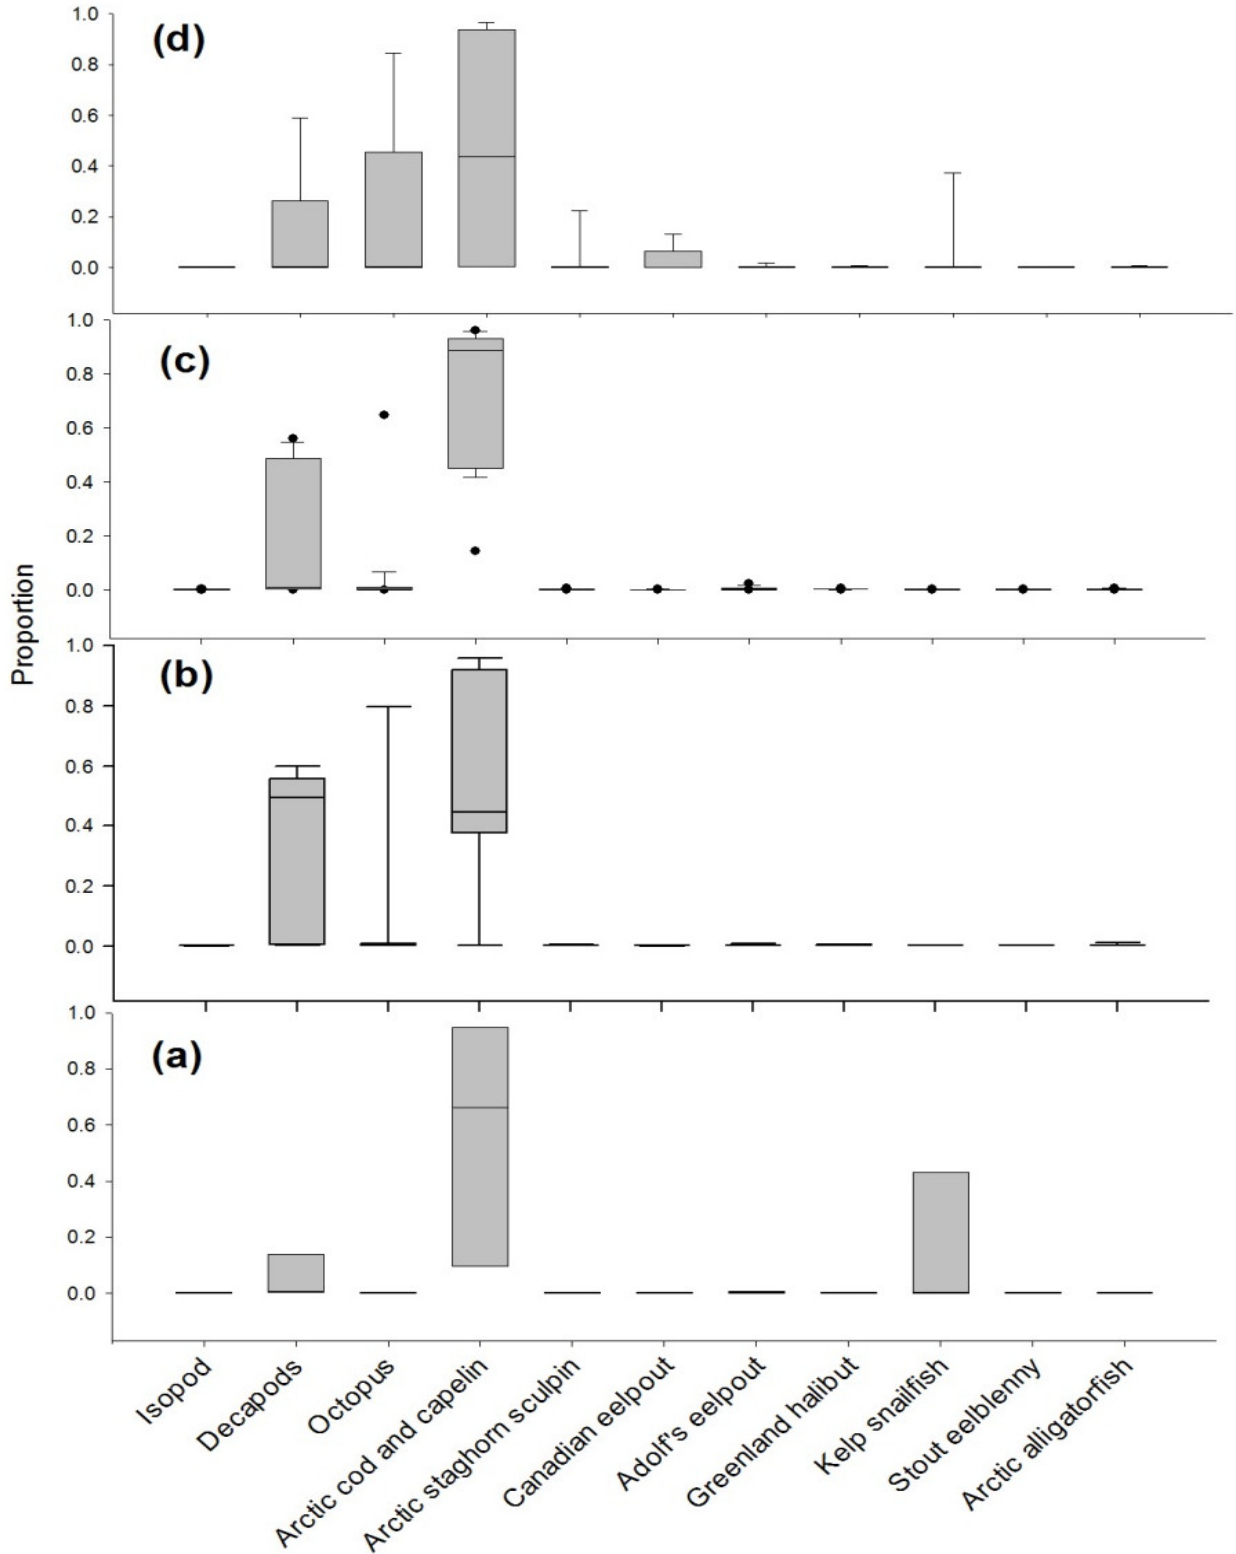 (d)
1.0
0.8
0.6
0.4
0.2
0.0
(c)
1.0
0.8
0.6
0.4
0.2
0.0
Proportion
(b)
1.0
0.8
0.6
0.4
0.2
0.0
(a)
1.0
0.8
0.6
0.4
0.2
0.0
Isopod
Decapods
Octopus
Arctic cod and capelin
Arctic staghorn sculpin
Canadian eelpout
Adolf's eelpout
Greenland halibut
Kelp snailfish
Stout eelblenny
Arctic alligatorfish